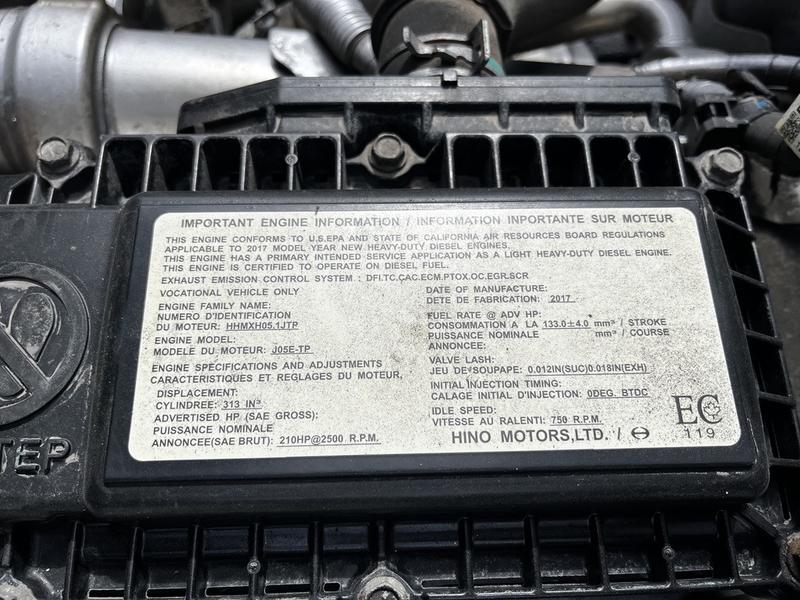 IMPORTANT ENGINE INFORMATION / INFORMATION INPORTANTE SUR MOTEUR
THIS ENGINE CONFORMS TO U.S.EPA AND STATE OF CALIFORNIA AIR RESOURCES BOARD REGULATIONS
APPLICABLE TO 2017 MODEL YEAR NEW HEAVY-DUTY DIESEL ENGINES.
THIS ENGINE HAS A PRIMARY INTENDED SERVICE APPLICATION AS A LIGHT HEAVY-DUTY DIESEL ENGINE.
THIS ENGINE IS CERTIFIED TO OPERATE ON DIESEL FUEL.
EXHAUST EMISSION CONTROL SYSTEM : DFI.TC.CAC.ECM.PTOX.OC.EGR.SCR
VOCATIONAL VEHICLE ONLY
ENGINE FAMILY NAME:
NUMERO D'IDENTIFICATION
DU MOTEUR: HHMXH05.1JTP
ENGINE MODEL:
MODELE DU MOTEUR: J05E-TP
ENGINE SPECIFICATIONS AND ADJUSTMENTS
CARACTERISTIQUES ET REGLAGES DU MOTEUR,
DISPLACEMENT:
CYLINDREE: 313 IN³
ADVERTISED HP (SAE GROSS):
PUISSANCE NOMINALE
ANNONCEE(SAE BRUT): 210HP@2500 R.P.M.
DATE OF MANUFACTURE:
DETE DE FABRICATION: 2017
FUEL RATE @ ADV HP:
CONSOMMATION A LA 133.0±4.0 mm³ / STROKE
PUISSANCE NOMINALE mm³ / COURSE
ANNONCEE:
VALVE LASH:
JEU DE SOUPAPE: 0.012IN(SUC)0.018IN(EXH)
INITIAL INJECTION TIMING:
CALAGE INITIAL D'INJECTION: 0DEG. BTDC
IDLE SPEED:
VITESSE AU RALENTI: 750 R.P.M.
HINO MOTORS,LTD. /
EC
119
TEP